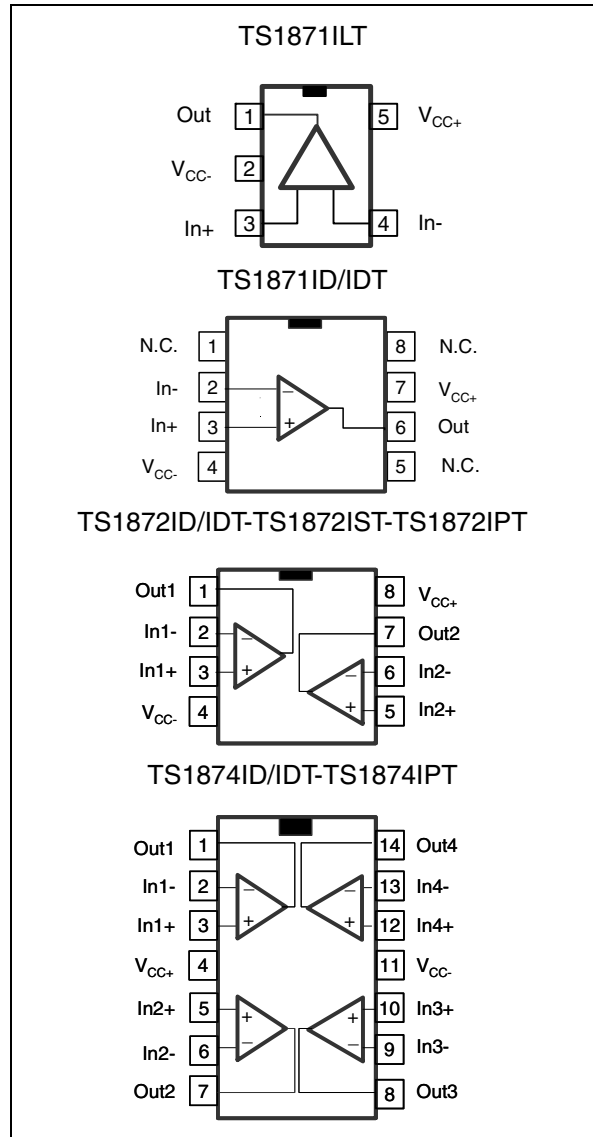 TS1871ILT
Out 1 5 VCC+
VCC- 2
In+ 3 4 In-
TS1871ID/IDT
N.C. 1 8 N.C.
In- 2 − 7 VCC+
In+ 3 + 6 Out
VCC- 4 5 N.C.
TS1872ID/IDT-TS1872IST-TS1872IPT
Out1 1 8 VCC+
In1- 2 − 7 Out2
In1+ 3 + − 6 In2-
VCC- 4 + 5 In2+
TS1874ID/IDT-TS1874IPT
Out1 1 14 Out4
In1- 2 − − 13 In4-
In1+ 3 + + 12 In4+
VCC+ 4 11 VCC-
In2+ 5 + + 10 In3+
In2- 6 − − 9 In3-
Out2 7 8 Out3